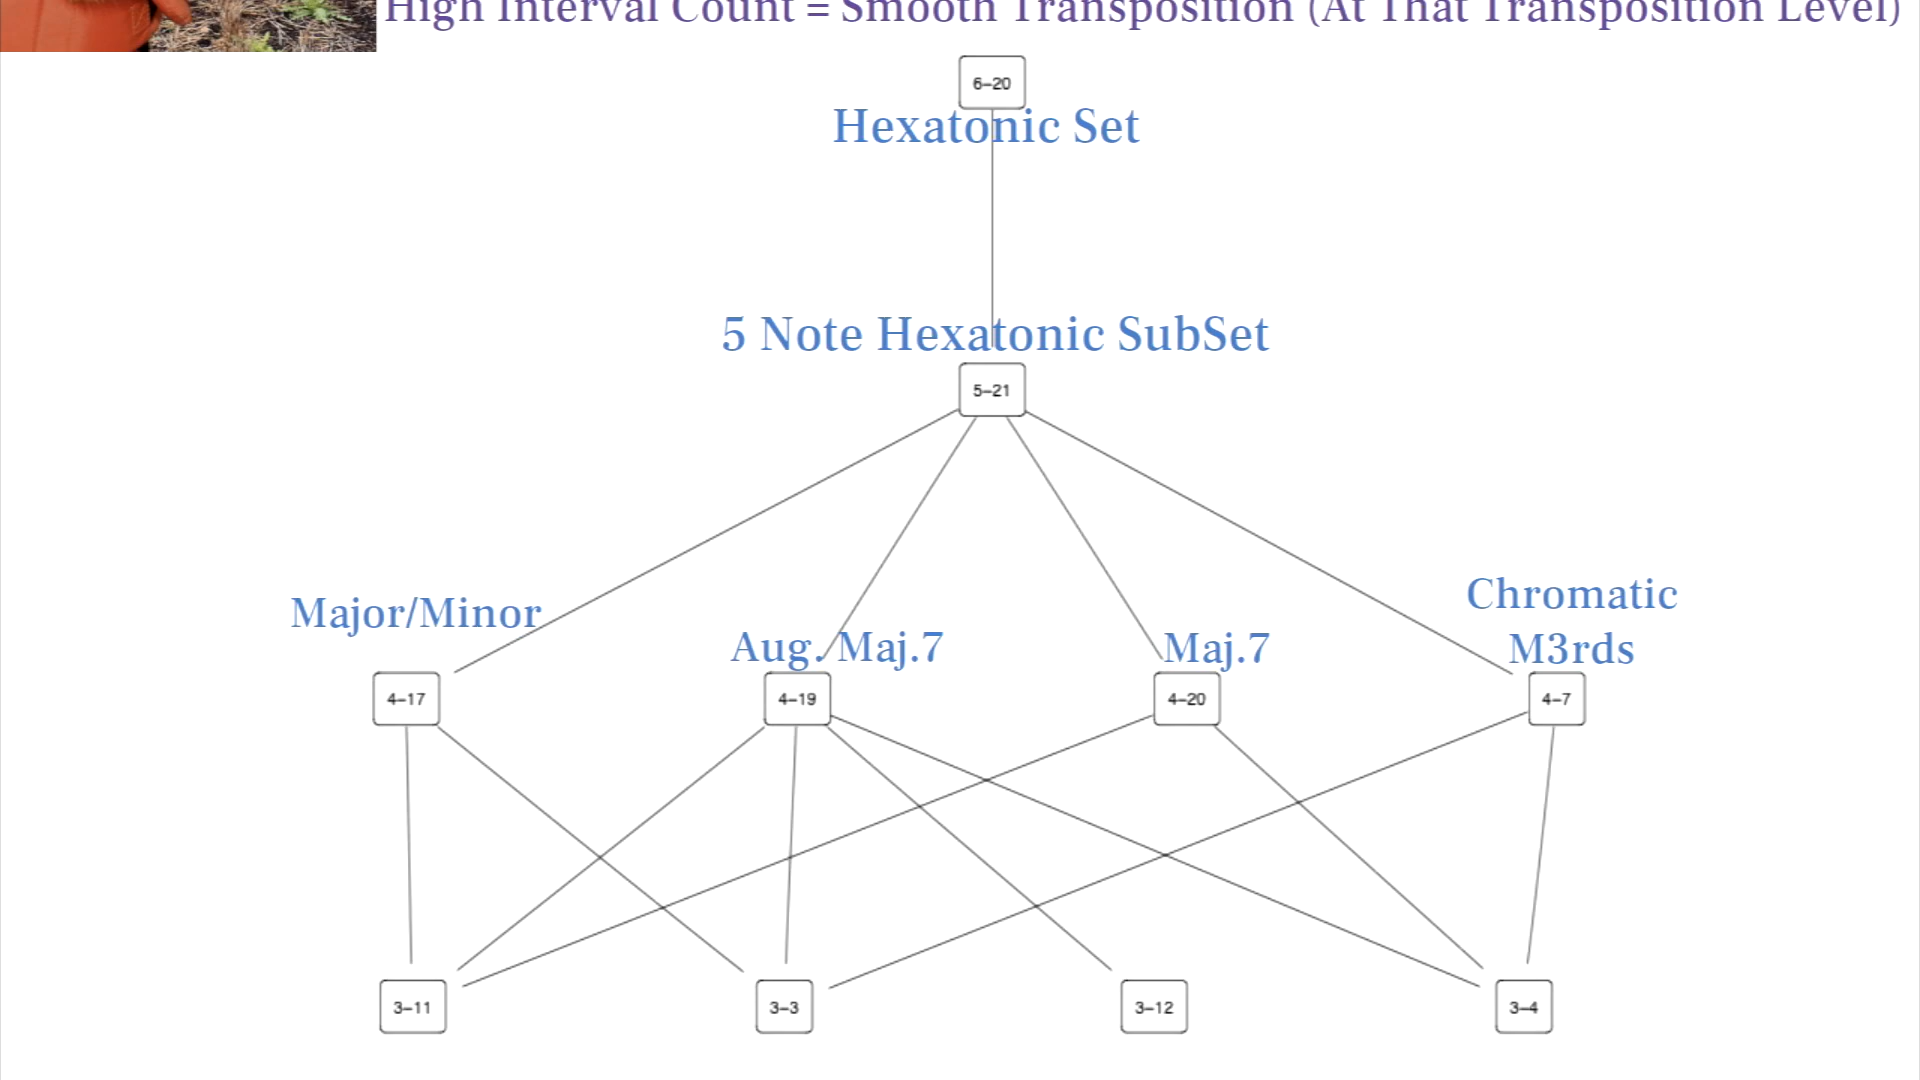 High Interval Count = Smooth Transposition (At That Transposition Level)
6–20
Hexatonic Set
5 Note Hexatonic SubSet
5–21
Major/Minor
Aug. Maj.7
Maj.7
Chromatic
M3rds
4–17
4–19
4–20
4–7
3–11
3–3
3–12
3–4